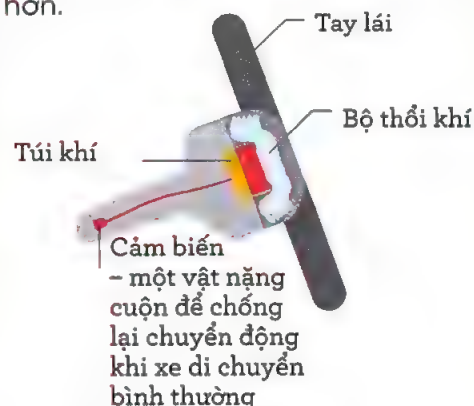 hơn.
Tay lái
Bộ thổi khí
Túi khí
Cảm biến
– một vật nặng
cuộn để chống
lại chuyển động
khi xe di chuyển
bình thường